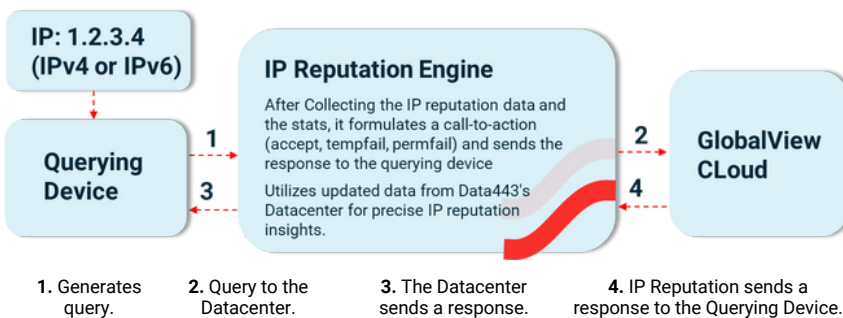 IP: 1.2.3.4
(IPv4 or IPv6)
Querying
Device
1
3
IP Reputation Engine
After Collecting the IP reputation data and
the stats, it formulates a call-to-action
(accept, tempfail, permfail) and sends the
response to the querying device
Utilizes updated data from Data443's
Datacenter for precise IP reputation
insights.
2
4
GlobalView
CLoud
1. Generates
query.
2. Query to the
Datacenter.
3. The Datacenter
sends a response.
4. IP Reputation sends a
response to the Querying Device.